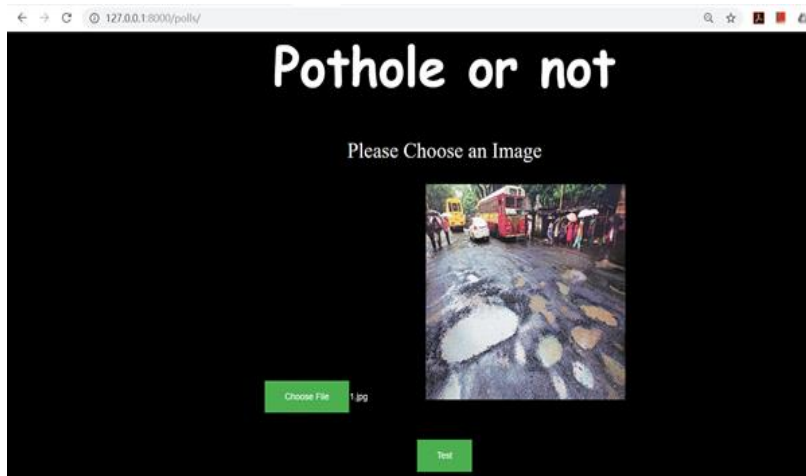 127.0.0.1:8000/polls/
Pothole or not
Please Choose an Image
Choose File 1.jpg
Test